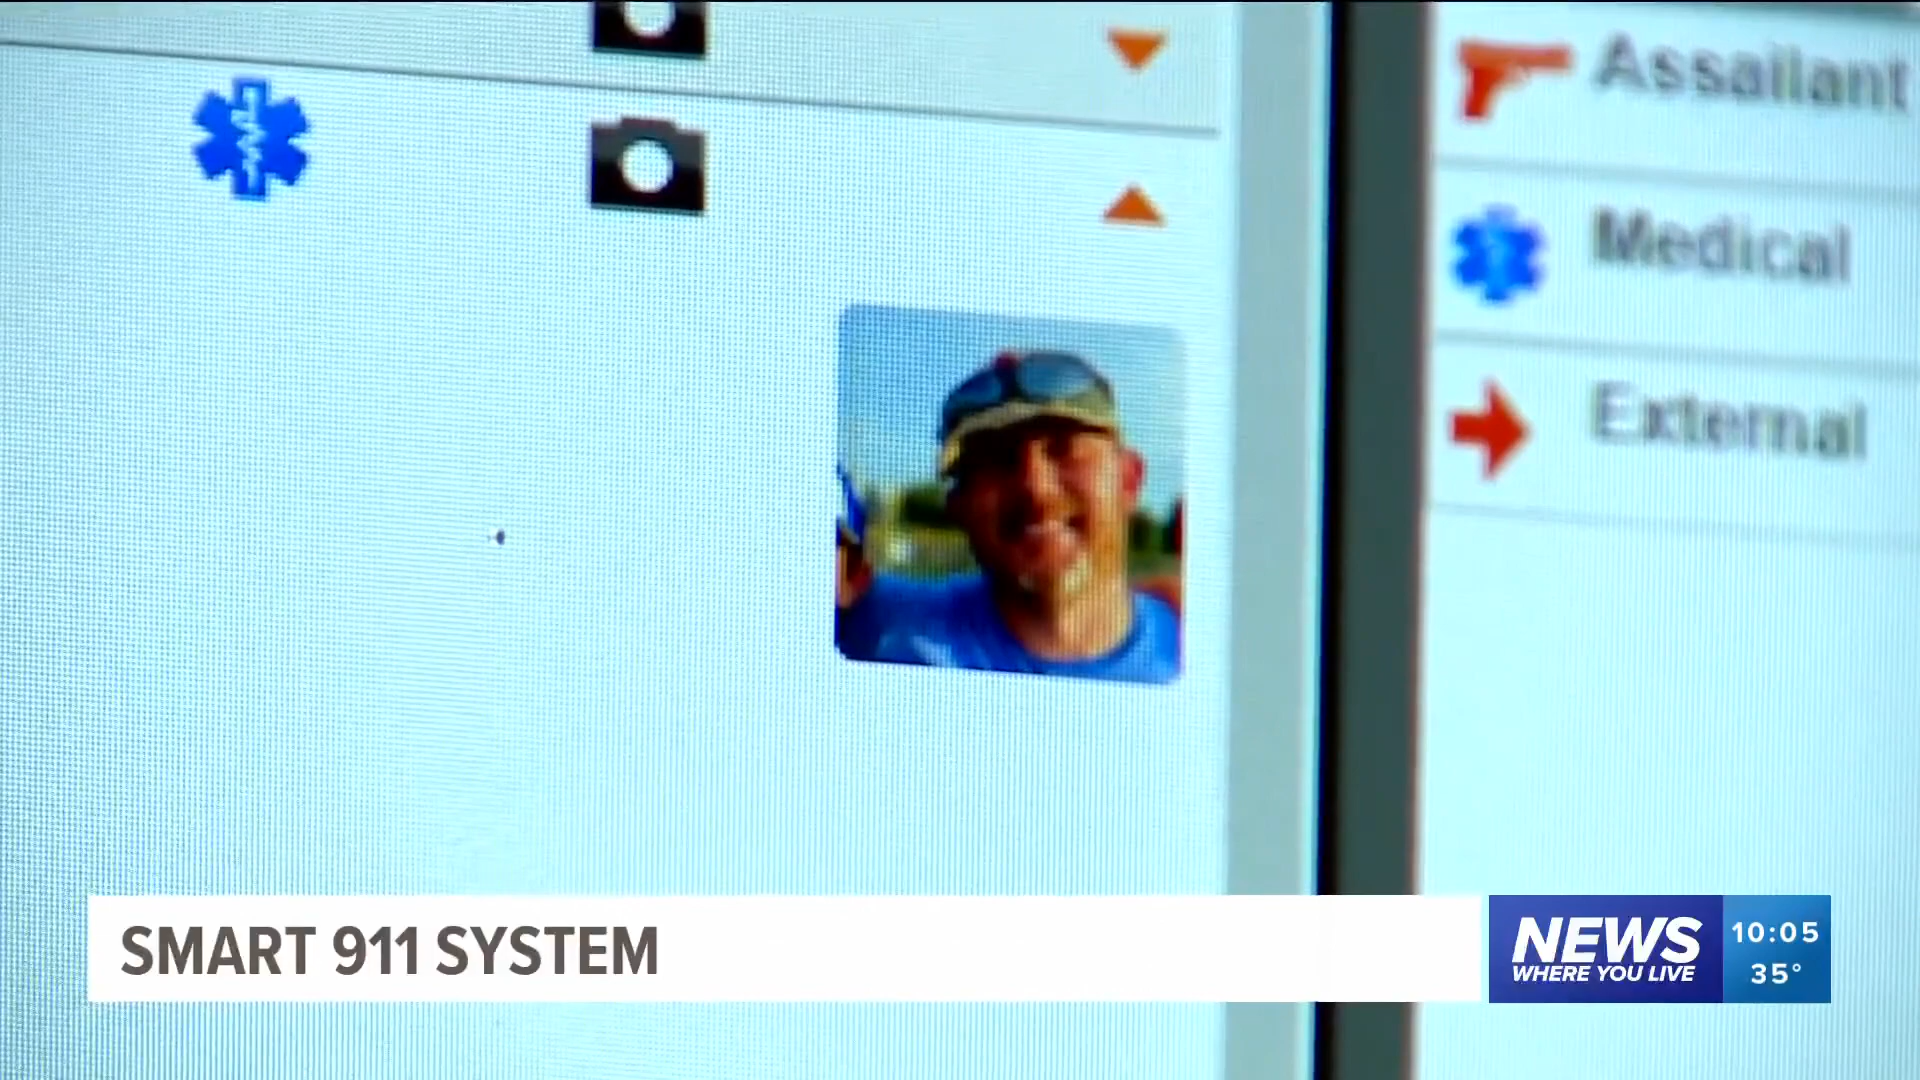 Assailant
Medical
External
SMART 911 SYSTEM
NEWS
WHERE YOU LIVE
10:05
35°